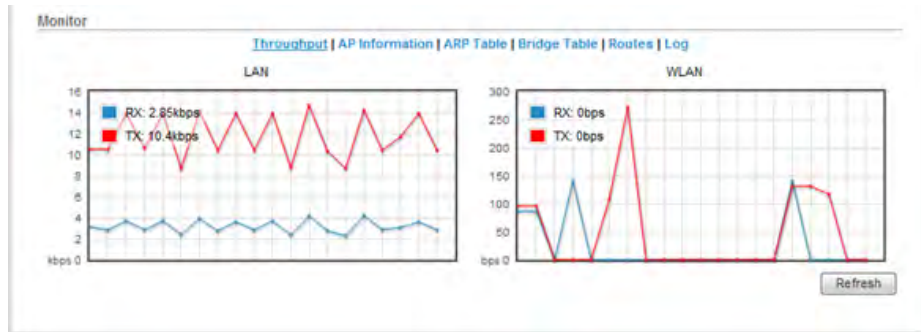 Monitor
Throughput | AP Information | ARP Table | Bridge Table | Routes | Log
LAN
16
14
12
10
8
6
4
2
kbps 0
RX: 2.85kbps
TX: 10.4kbps
WLAN
300
250
200
150
100
50
bps 0
RX: 0bps
TX: 0bps
Refresh